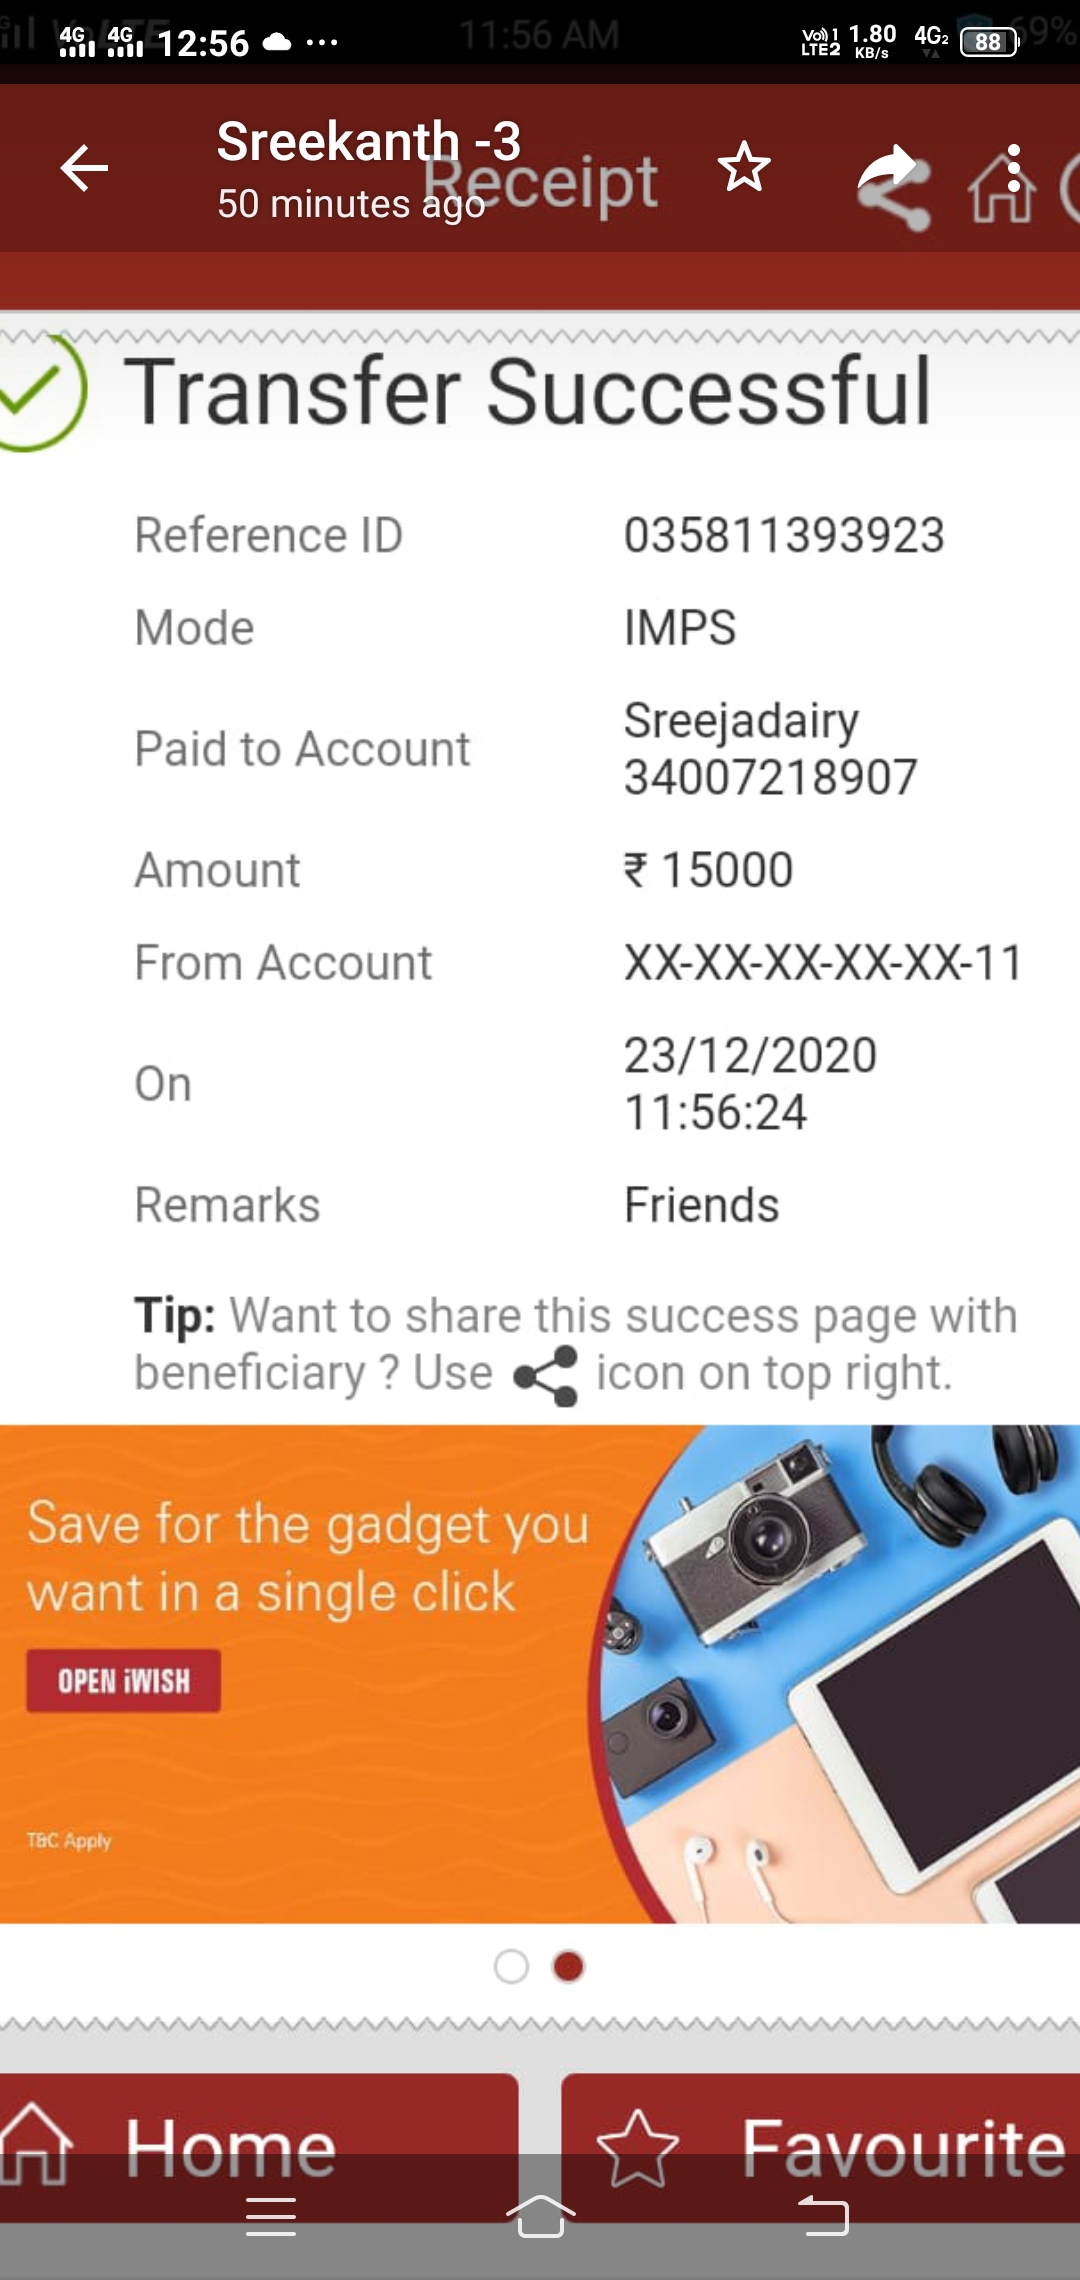 4G 4G 12:56 ... 11:56 AM Vo)) 1 LTE2 1.80 KB/s 4G2 88 69%
Sreekanth -3
50 minutes ago
Receipt
Transfer Successful
Reference ID 035811393923
Mode IMPS
Paid to Account Sreejadairy
34007218907
Amount ₹ 15000
From Account XX-XX-XX-XX-XX-11
On 23/12/2020
11:56:24
Remarks Friends
Tip: Want to share this success page with
beneficiary ? Use icon on top right.
Save for the gadget you
want in a single click
OPEN iWISH
T&C Apply
Home Favourite